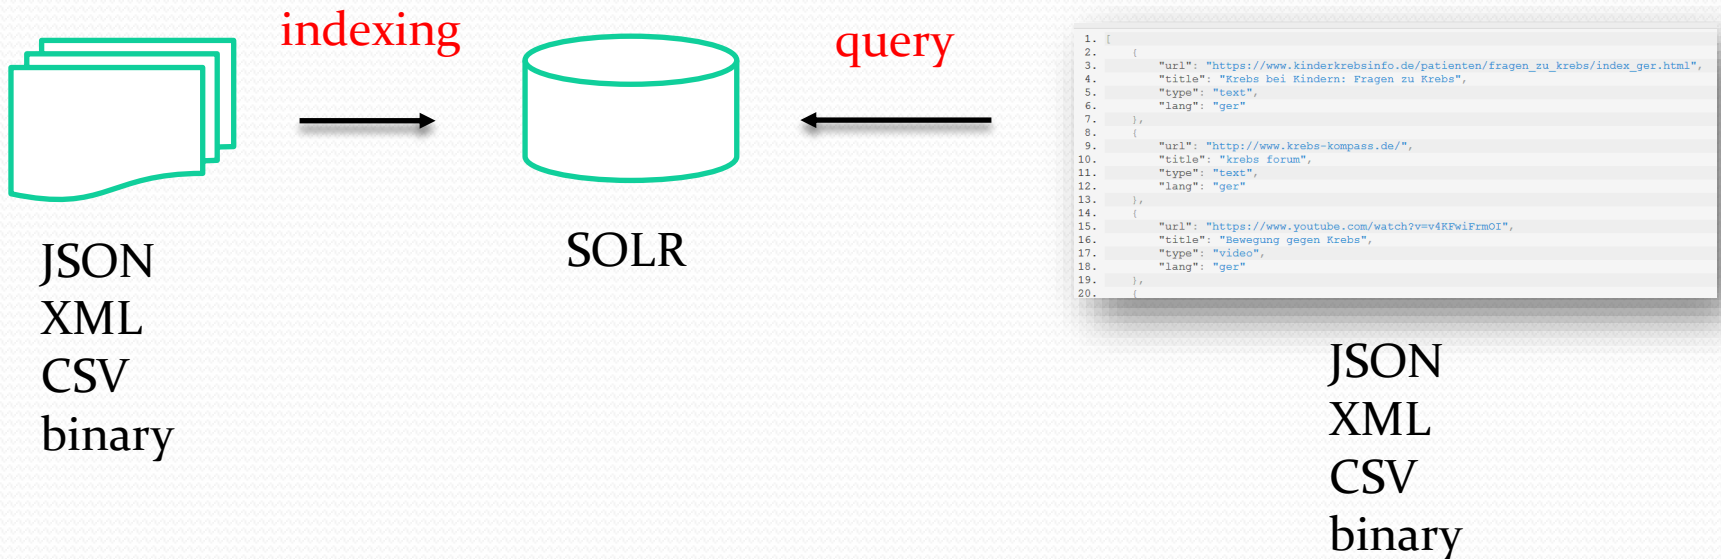 indexing
query
SOLR
JSON
XML
CSV
binary
1. [
2. {
3. "url": "https://www.kinderkrebsinfo.de/patienten/fragen_zu_krebs/index_ger.html",
4. "title": "Krebs bei Kindern: Fragen zu Krebs",
5. "type": "text",
6. "lang": "ger"
7. },
8. {
9. "url": "http://www.krebs-kompass.de/",
10. "title": "krebs forum",
11. "type": "text",
12. "lang": "ger"
13. },
14. {
15. "url": "https://www.youtube.com/watch?v=v4KFwiFrmOI",
16. "title": "Bewegung gegen Krebs",
17. "type": "video",
18. "lang": "ger"
19. },
20. {
JSON
XML
CSV
binary